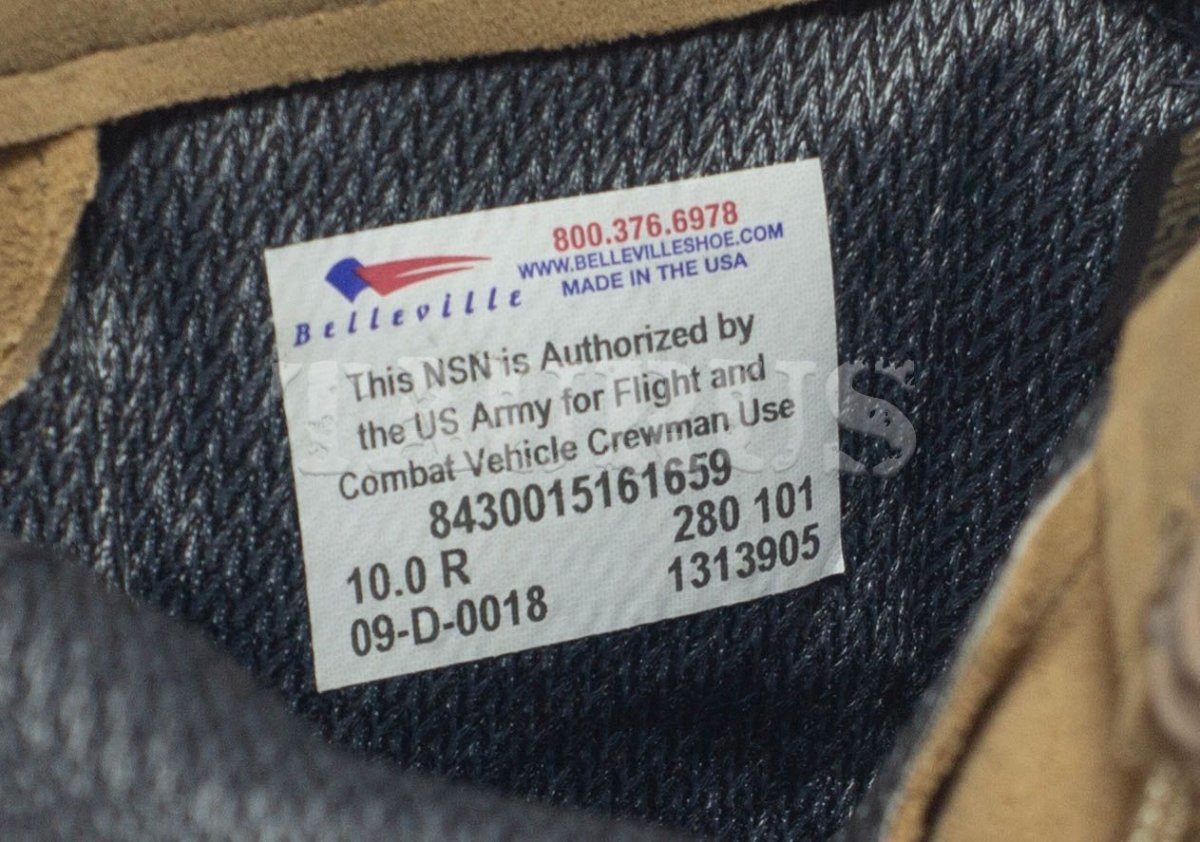 800.376.6978
WWW.BELLEVILLESHOE.COM
MADE IN THE USA
Belleville
This NSN is Authorized by
the US Army for Flight and
Combat Vehicle Crewman Use
8430015161659
10.0 R 280 101
09-D-0018 1313905